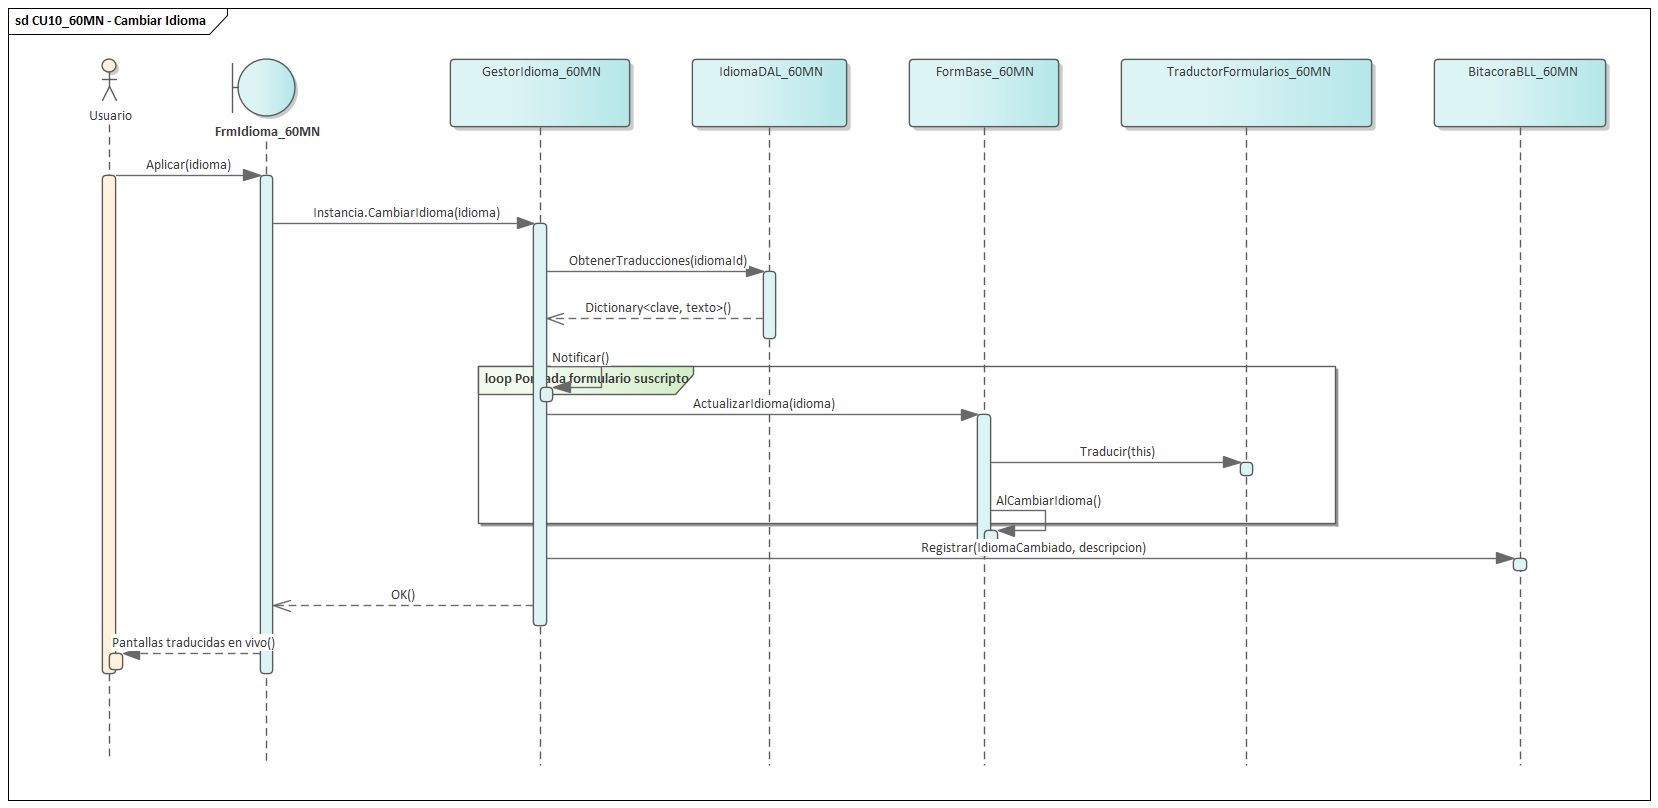 sd CU10_60MN - Cambiar Idioma
Usuario
FrmIdioma_60MN
GestorIdioma_60MN
IdiomaDAL_60MN
FormBase_60MN
TraductorFormularios_60MN
BitacoraBLL_60MN
Aplicar(idioma)
Instancia.CambiarIdioma(idioma)
ObtenerTraducciones(idiomaId)
Dictionary<clave, texto>()
Notificar()
loop Por cada formulario suscripto
ActualizarIdioma(idioma)
Traducir(this)
AlCambiarIdioma()
Registrar(IdiomaCambiado, descripcion)
OK()
Pantallas traducidas en vivo()